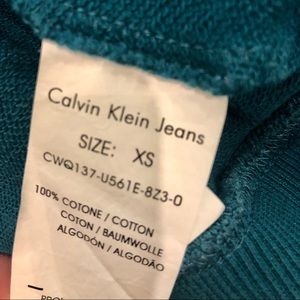 Calvin Klein Jeans
SIZE: XS
CWQ137-U561E-8Z3-0
100% COTONE / COTTON
COTON / BAUMWOLLE
ALGODÓN / ALGODÃO